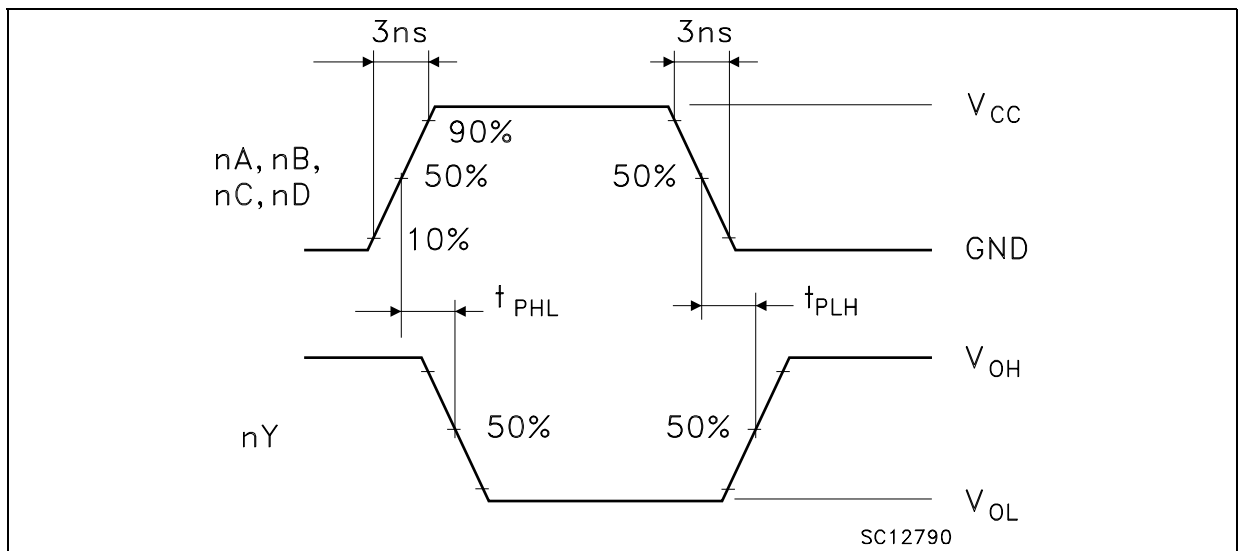 3ns 3ns
V_CC
90%
nA, nB,
50% 50%
nC, nD
10%
GND
t_PHL t_PLH
V_OH
50% 50%
nY
V_OL
SC12790